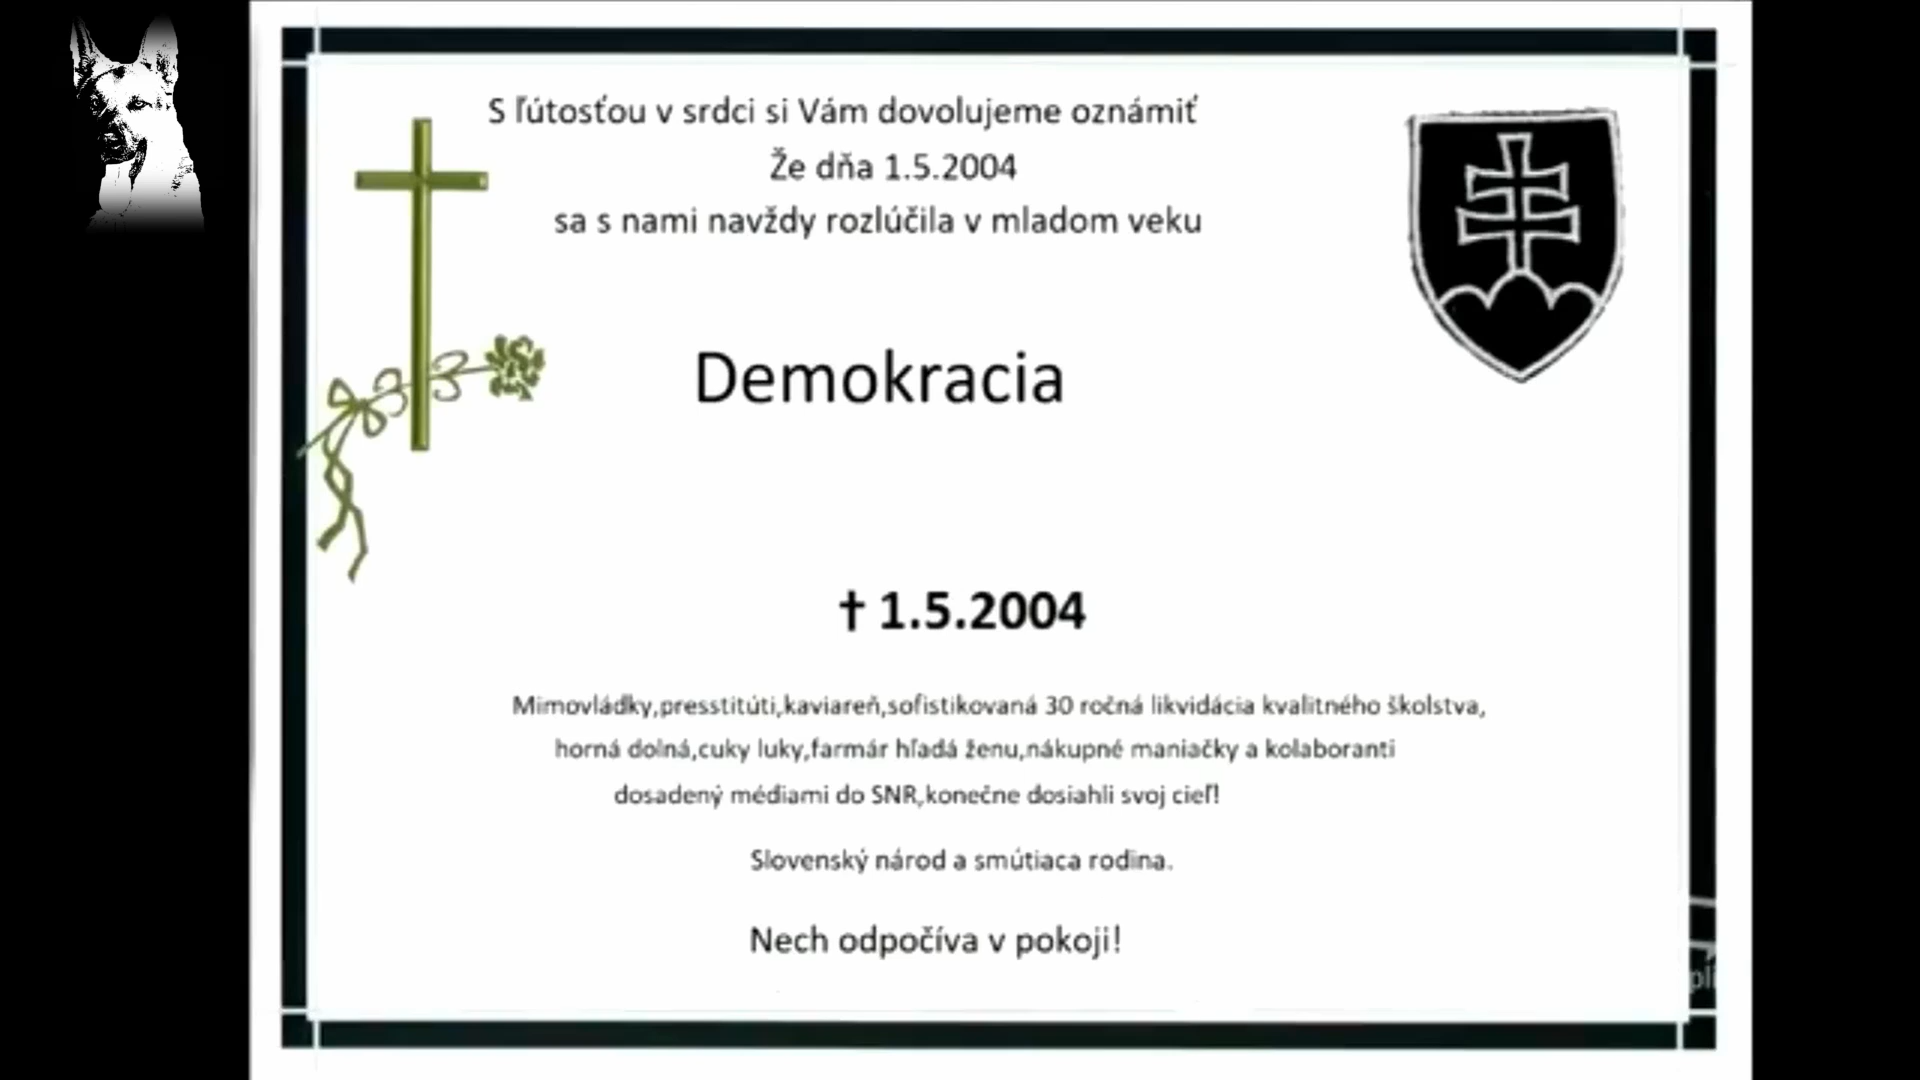 S ľútosťou v srdci si Vám dovolujeme oznámiť
Že dňa 1.5.2004
sa s nami navždy rozlúčila v mladom veku
Demokracia
† 1.5.2004
Mimovládky,presstitúti,kaviareň,sofistikovaná 30 ročná likvidácia kvalitného školstva,
horná dolná,cuky luky,farmár hľadá ženu,nákupné maniačky a kolaboranti
dosadený médiami do SNR,konečne dosiahli svoj cieľ!
Slovenský národ a smútiaca rodina.
Nech odpočíva v pokoji!